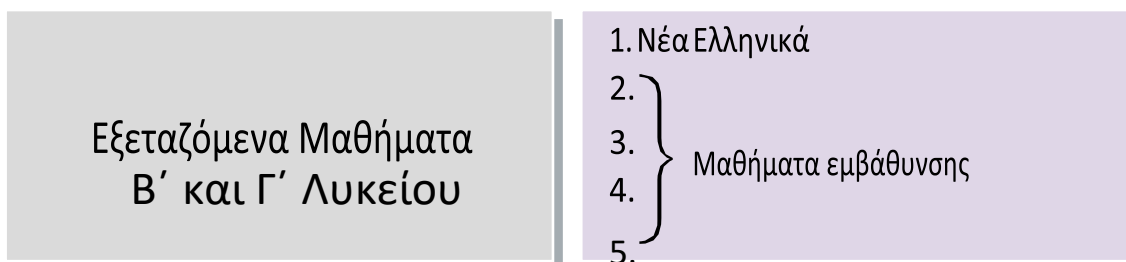 Εξεταζόμενα Μαθήματα
Β΄ και Γ΄ Λυκείου
1. Νέα Ελληνικά
2.
3.
Μαθήματα εμβάθυνσης
4.
5.